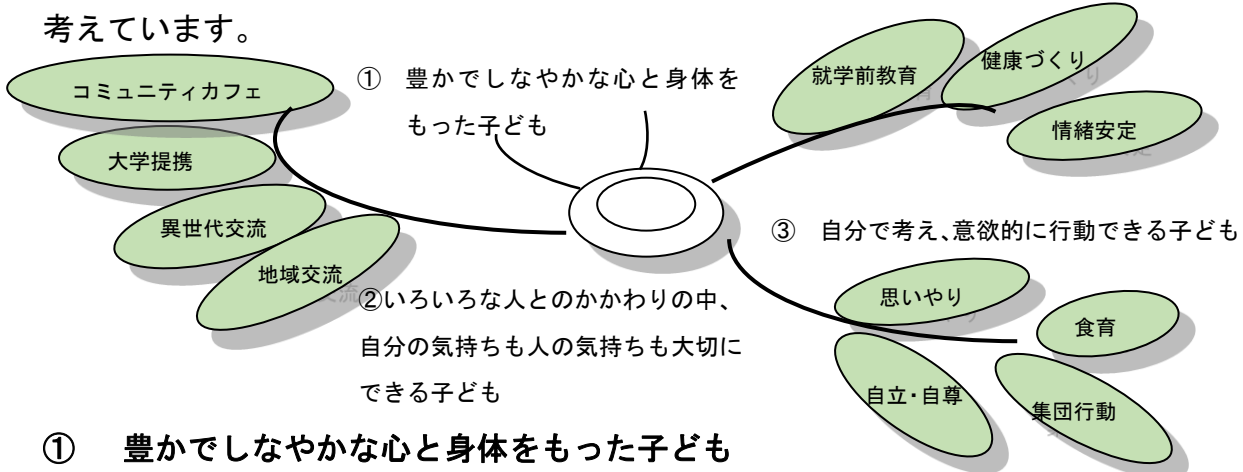 考えています。
コミュニティカフェ
大学提携
異世代交流
地域交流
① 豊かでしなやかな心と身体を
もった子ども
就学前教育
健康づくり
情緒安定
②いろいろな人とのかかわりの中、
自分の気持ちも人の気持ちも大切に
できる子ども
③ 自分で考え、意欲的に行動できる子ども
思いやり
食育
自立・自尊
集団行動
① 豊かでしなやかな心と身体をもった子ども